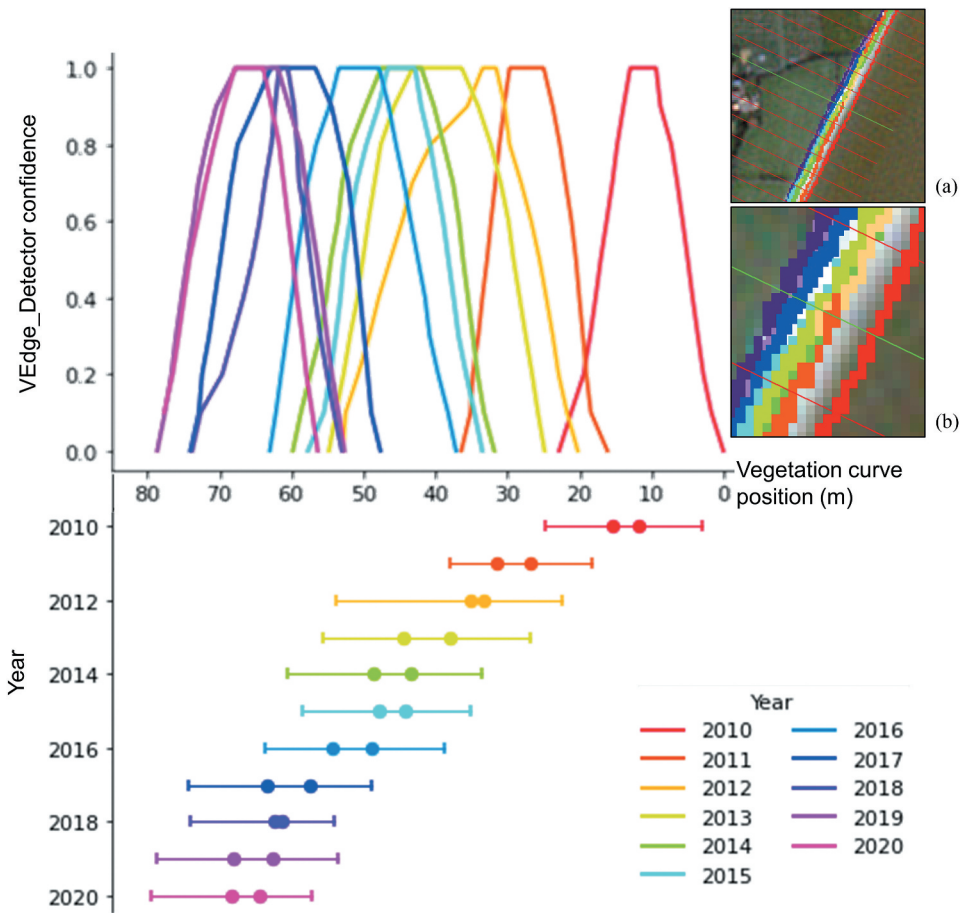 1.0
0.8
0.6
0.4
0.2
0.0
VEdge_Detector confidence
(a)
(b)
80 70 60 50 40 30 20 10 0
Vegetation curve
position (m)
2010
2012
2014
2016
2018
2020
Year
Year
2010 2016
2011 2017
2012 2018
2013 2019
2014 2020
2015